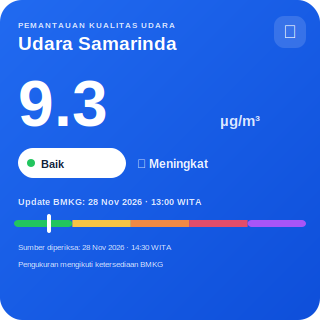 PEMANTAUAN KUALITAS UDARA
Udara Samarinda
9.3
µg/m³
Baik
Meningkat
Update BMKG: 28 Nov 2026 · 13:00 WITA
Sumber diperiksa: 28 Nov 2026 · 14:30 WITA
Pengukuran mengikuti ketersediaan BMKG